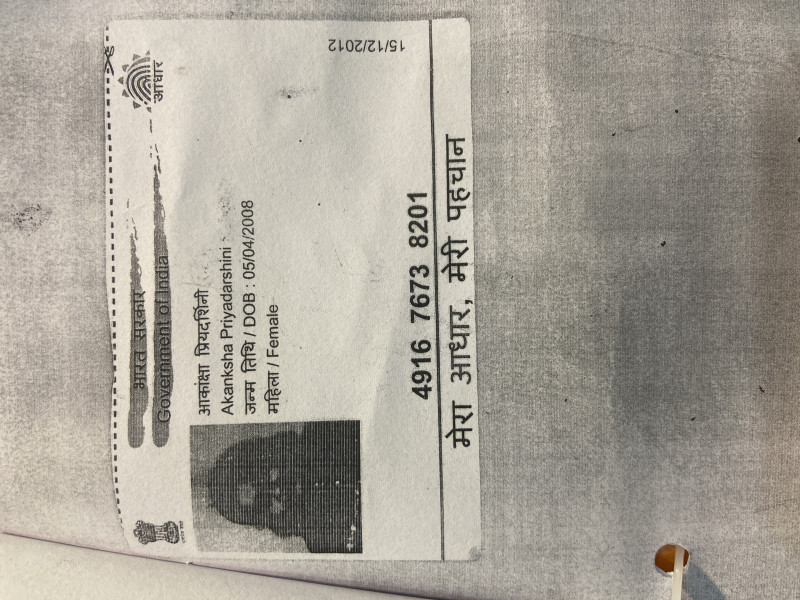 भारत सरकार
Government of India
आधार
आकांक्षा प्रियदर्शिनी
Akanksha Priyadarshini
जन्म तिथि / DOB : 05/04/2008
महिला / Female
15/12/2012
4916 7673 8201
मेरा आधार, मेरी पहचान